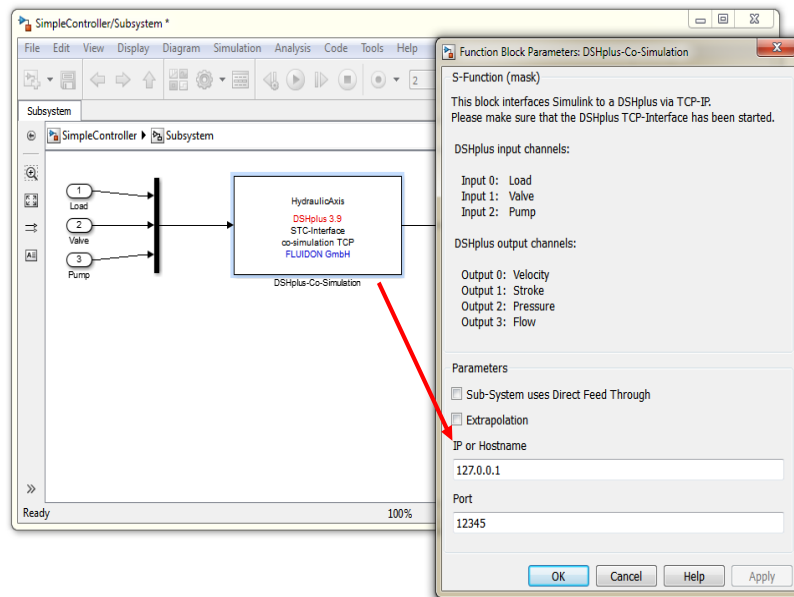 SimpleController/Subsystem *
File Edit View Display Diagram Simulation Analysis Code Tools Help
2
Subsystem
SimpleController Subsystem
1
Load
2
Valve
3
Pump
HydraulicAxis
DSHplus 3.9
STC-Interface
co-simulation TCP
FLUIDON GmbH
DSHplus-Co-Simulation
Ready 100%
Function Block Parameters: DSHplus-Co-Simulation
S-Function (mask)
This block interfaces Simulink to a DSHplus via TCP-IP.
Please make sure that the DSHplus TCP-Interface has been started.
DSHplus input channels:
Input 0: Load
Input 1: Valve
Input 2: Pump
DSHplus output channels:
Output 0: Velocity
Output 1: Stroke
Output 2: Pressure
Output 3: Flow
Parameters
Sub-System uses Direct Feed Through
Extrapolation
IP or Hostname
127.0.0.1
Port
12345
OK Cancel Help Apply